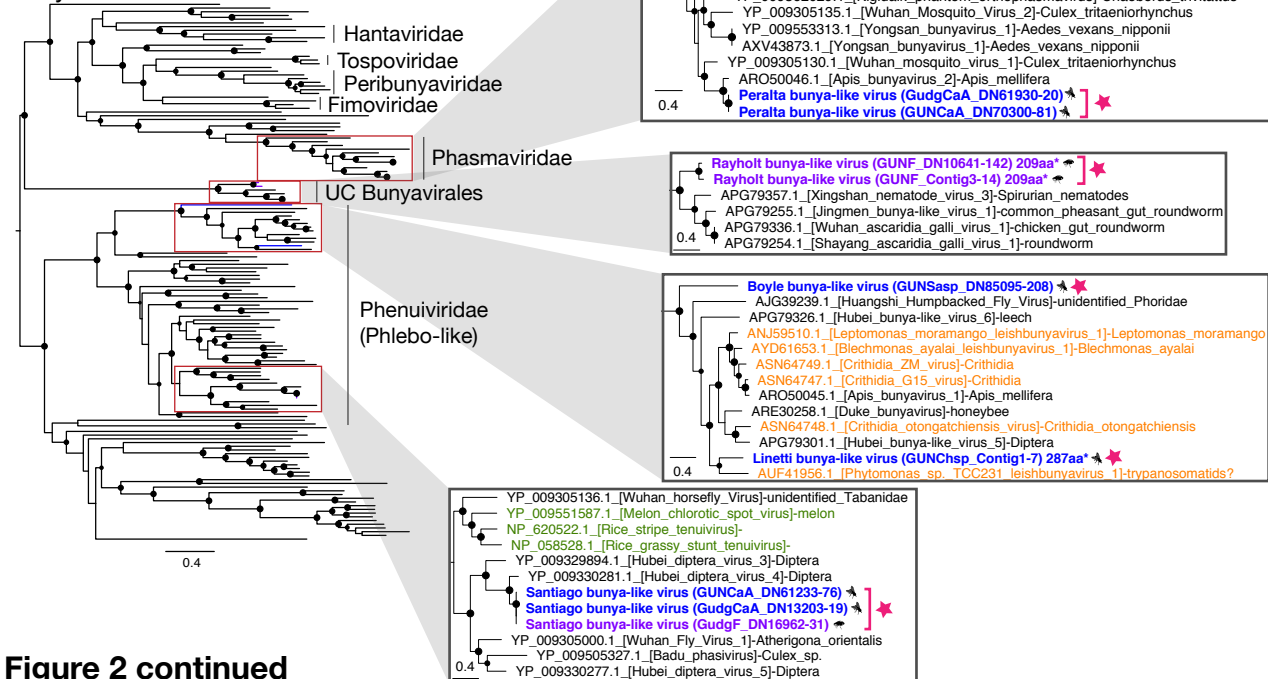 Hantaviridae
Tospoviridae
Peribunyaviridae
Fimoviridae
Phasmaviridae
UC Bunyavirales
Phenuiviridae
(Phlebo-like)
0.4
YP_009305135.1_[Wuhan_Mosquito_Virus_2]-Culex_tritaeniorhynchus
YP_009553313.1_[Yongsan_bunyavirus_1]-Aedes_vexans_nipponii
AXV43873.1_[Yongsan_bunyavirus_1]-Aedes_vexans_nipponii
YP_009305130.1_[Wuhan_mosquito_virus_1]-Culex_tritaeniorhynchus
ARO50046.1_[Apis_bunyavirus_2]-Apis_mellifera
Peralta bunya-like virus (GudgCaA_DN61930-20)
Peralta bunya-like virus (GUNCaA_DN70300-81)
0.4
Rayholt bunya-like virus (GUNF_DN10641-142) 209aa*
Rayholt bunya-like virus (GUNF_Contig3-14) 209aa*
APG79357.1_[Xingshan_nematode_virus_3]-Spirurian_nematodes
APG79255.1_[Jingmen_bunya-like_virus_1]-common_pheasant_gut_roundworm
APG79336.1_[Wuhan_ascaridia_galli_virus_1]-chicken_gut_roundworm
APG79254.1_[Shayang_ascaridia_galli_virus_1]-roundworm
0.4
Boyle bunya-like virus (GUNSasp_DN85095-208)
AJG39239.1_[Huangshi_Humpbacked_Fly_Virus]-unidentified_Phoridae
APG79326.1_[Hubei_bunya-like_virus_6]-leech
ANJ59510.1_[Leptomonas_moramango_leishbunyavirus_1]-Leptomonas_moramango
AYD61653.1_[Blechmonas_ayalai_leishbunyavirus_1]-Blechmonas_ayalai
ASN64749.1_[Crithidia_ZM_virus]-Crithidia
ASN64747.1_[Crithidia_G15_virus]-Crithidia
ARO50045.1_[Apis_bunyavirus_1]-Apis_mellifera
ARE30258.1_[Duke_bunyavirus]-honeybee
ASN64748.1_[Crithidia_otongatchiensis_virus]-Crithidia_otongatchiensis
APG79301.1_[Hubei_bunya-like_virus_5]-Diptera
Linetti bunya-like virus (GUNChsp_Contig1-7) 287aa*
AUF41956.1_[Phytomonas_sp._TCC231_leishbunyavirus_1]-trypanosomatids?
0.4
YP_009305136.1_[Wuhan_horsefly_Virus]-unidentified_Tabanidae
YP_009551587.1_[Melon_chlorotic_spot_virus]-melon
NP_620522.1_[Rice_stripe_tenuivirus]-
NP_058528.1_[Rice_grassy_stunt_tenuivirus]-
YP_009329894.1_[Hubei_diptera_virus_3]-Diptera
YP_009330281.1_[Hubei_diptera_virus_4]-Diptera
Santiago bunya-like virus (GUNCaA_DN61233-76)
Santiago bunya-like virus (GudgCaA_DN13203-19)
Santiago bunya-like virus (GudgF_DN16962-31)
YP_009305000.1_[Wuhan_Fly_Virus_1]-Atherigona_orientalis
YP_009505327.1_[Badu_phasivirus]-Culex_sp.
YP_009330277.1_[Hubei_diptera_virus_5]-Diptera
0.4
Figure 2 continued